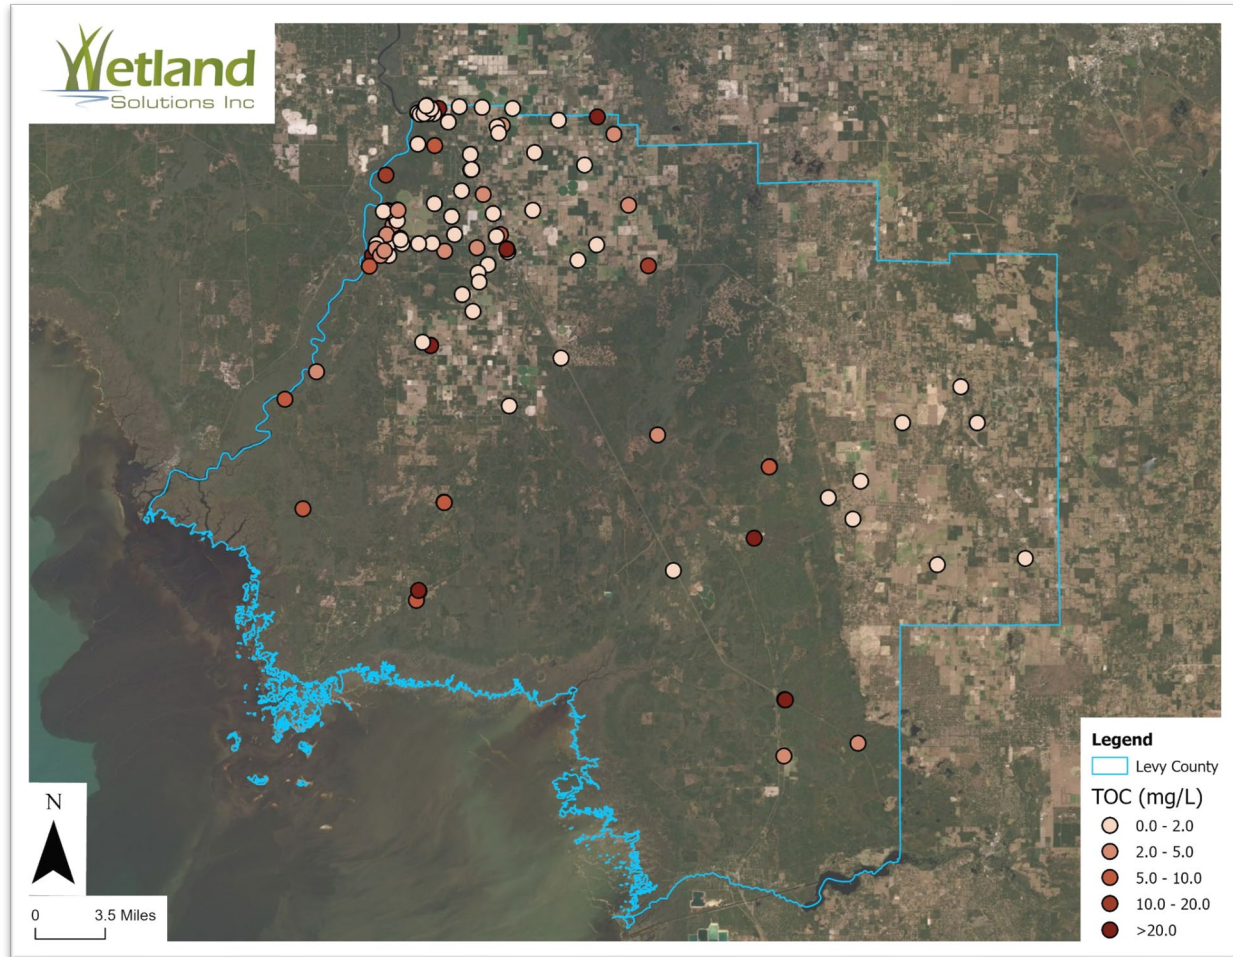 Wetland
Solutions Inc
N
0 3.5 Miles
Legend
Levy County
TOC (mg/L)
0.0 - 2.0
2.0 - 5.0
5.0 - 10.0
10.0 - 20.0
>20.0